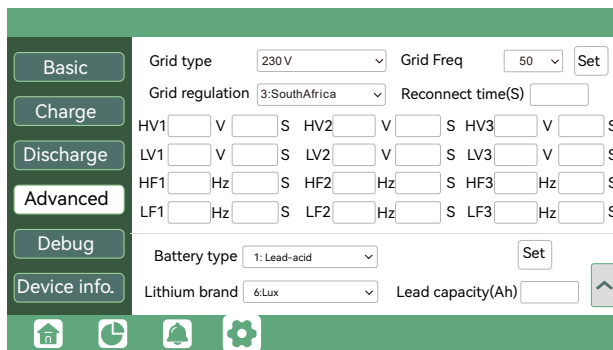 Grid type 230 V Grid Freq 50 Set
Basic
Grid regulation 3:SouthAfrica Reconnect time(S)
Charge
HV1 V S HV2 V S HV3 V S
Discharge
LV1 V S LV2 V S LV3 V S
HF1 Hz S HF2 Hz S HF3 Hz S
Advanced
LF1 Hz S LF2 Hz S LF3 Hz S
Debug
Battery type 1: Lead-acid Set
Device info.
Lithium brand 6:Lux Lead capacity(Ah)